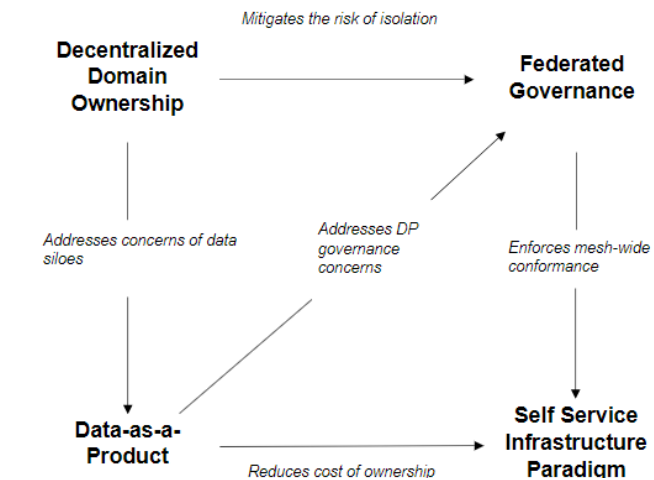 Mitigates the risk of isolation
Decentralized
Domain
Ownership
Federated
Governance
Addresses concerns of data
siloes
Addresses DP
governance
concerns
Enforces mesh-wide
conformance
Data-as-a-
Product
Reduces cost of ownership
Self Service
Infrastructure
Paradigm